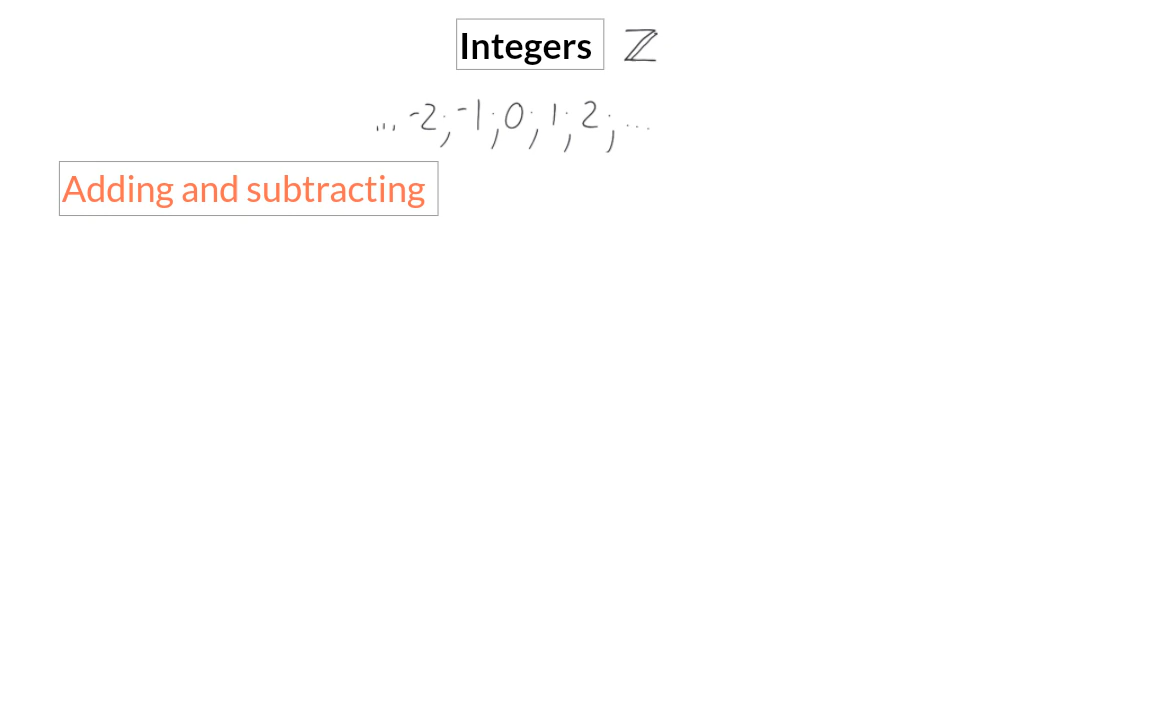 Integers ℤ
... -2; -1; 0; 1; 2; ...
Adding and subtracting